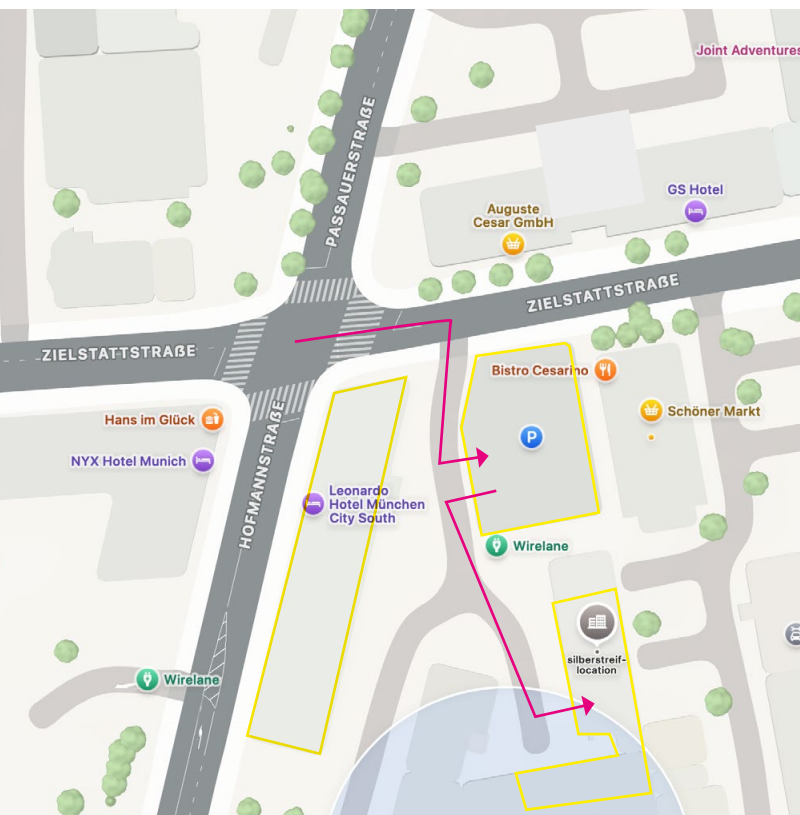 Joint Adventures
PASSAUERSTRAßE
GS Hotel
Auguste
Cesar GmbH
ZIELSTATTSTRAßE
ZIELSTATTSTRAßE
Bistro Cesarino
Hans im Glück
Schöner Markt
P
NYX Hotel Munich
HOFMANNSTRAßE
Leonardo
Hotel München
City South
Wirelane
silberstreif-
location
Wirelane